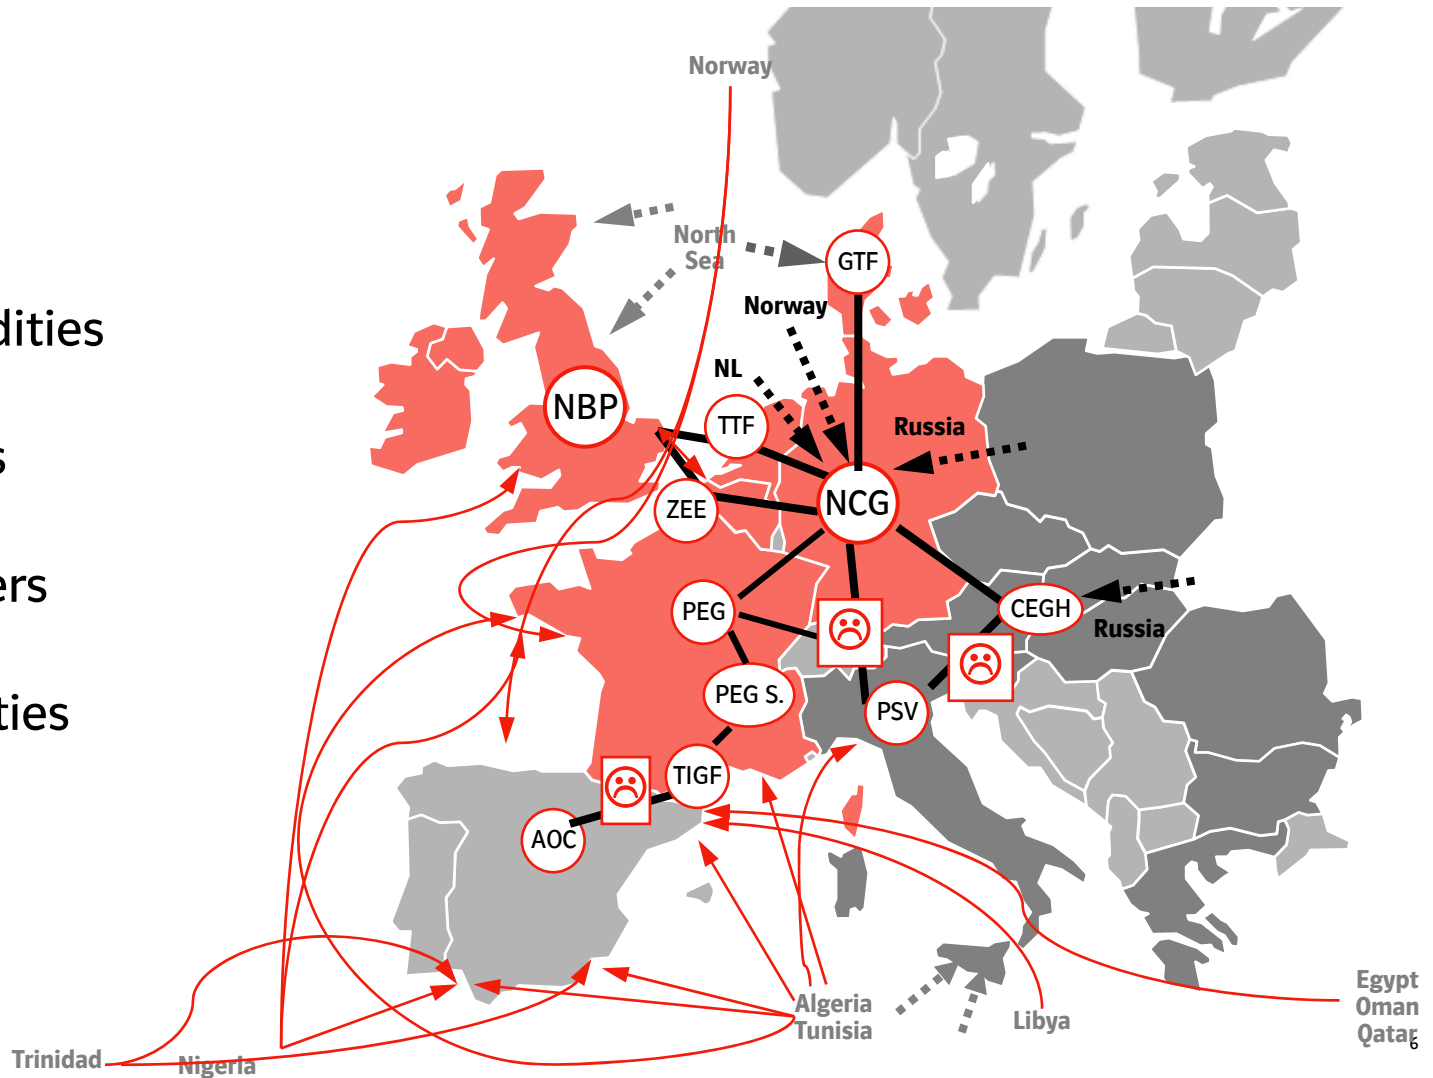 Norway
North
Sea
GTF
Norway
dities
NL
NBP
TTF
Russia
s
NCG
ZEE
ers
PEG
CEGH
Russia
ties
PEG S.
PSV
TIGF
AOC
Egypt
Algeria
Oman
Libya
Tunisia
Qatar
6
Trinidad
Nigeria